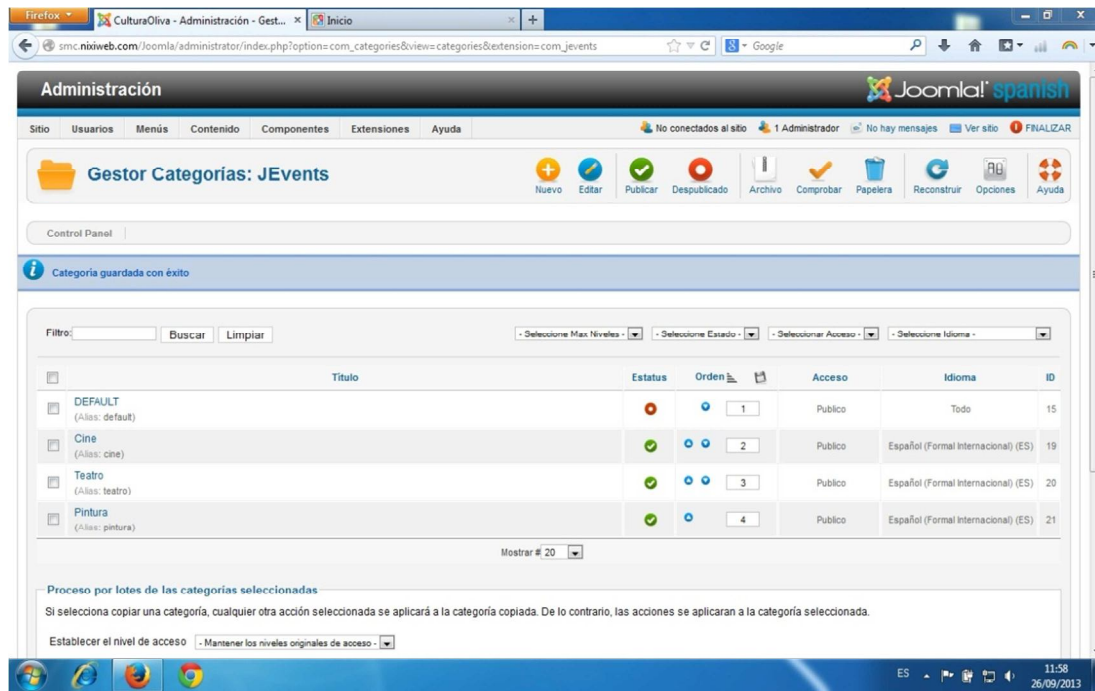 Firefox
CulturaOliva - Administración - Gest... ×
Inicio ×
smc.nixiweb.com/Joomla/administrator/index.php?option=com_categories&view=categories&extension=com_jevents
Google
Administración
Joomla! spanish
Sitio Usuarios Menús Contenido Componentes Extensiones Ayuda
No conectados al sitio 1 Administrador No hay mensajes Ver sitio FINALIZAR
Gestor Categorías: JEvents
Nuevo Editar Publicar Despublicado Archivo Comprobar Papelera Reconstruir Opciones Ayuda
Control Panel
Categoría guardada con éxito
Filtro: Buscar Limpiar
- Seleccione Max Niveles - - Seleccione Estado - - Seleccionar Acceso - - Seleccione Idioma -
Título Estatus Orden Acceso Idioma ID
DEFAULT 1 Publico Todo 15
(Alias: default)
Cine 2 Publico Español (Formal Internacional) (ES) 19
(Alias: cine)
Teatro 3 Publico Español (Formal Internacional) (ES) 20
(Alias: teatro)
Pintura 4 Publico Español (Formal Internacional) (ES) 21
(Alias: pintura)
Mostrar # 20
Proceso por lotes de las categorías seleccionadas
Si selecciona copiar una categoría, cualquier otra acción seleccionada se aplicará a la categoría copiada. De lo contrario, las acciones se aplicaran a la categoría seleccionada.
Establecer el nivel de acceso - Mantener los niveles originales de acceso -
ES
11:58
26/09/2013